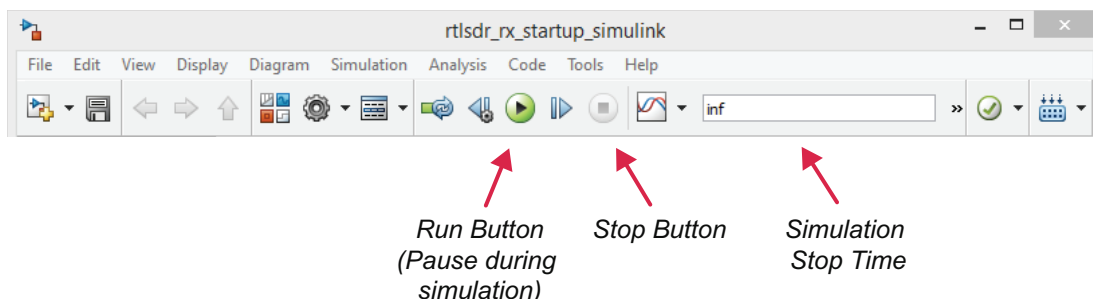 rtlsdr_rx_startup_simulink
File Edit View Display Diagram Simulation Analysis Code Tools Help
inf »
Run Button
(Pause during
simulation)
Stop Button
Simulation
Stop Time